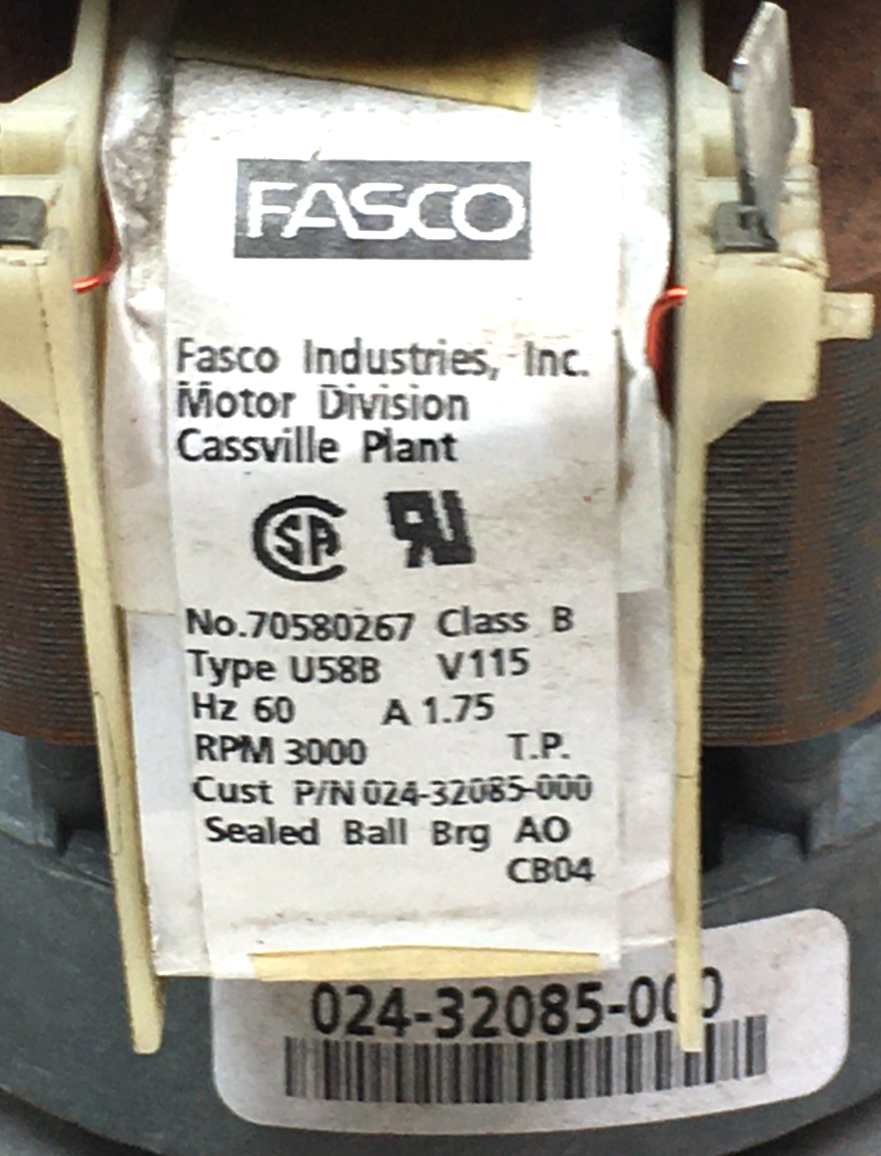 FASCO
Fasco Industries, Inc.
Motor Division
Cassville Plant
No.70580267 Class B
Type U58B V115
Hz 60 A 1.75
RPM 3000 T.P.
Cust P/N 024-32085-000
Sealed Ball Brg AO
CB04
024-32085-000